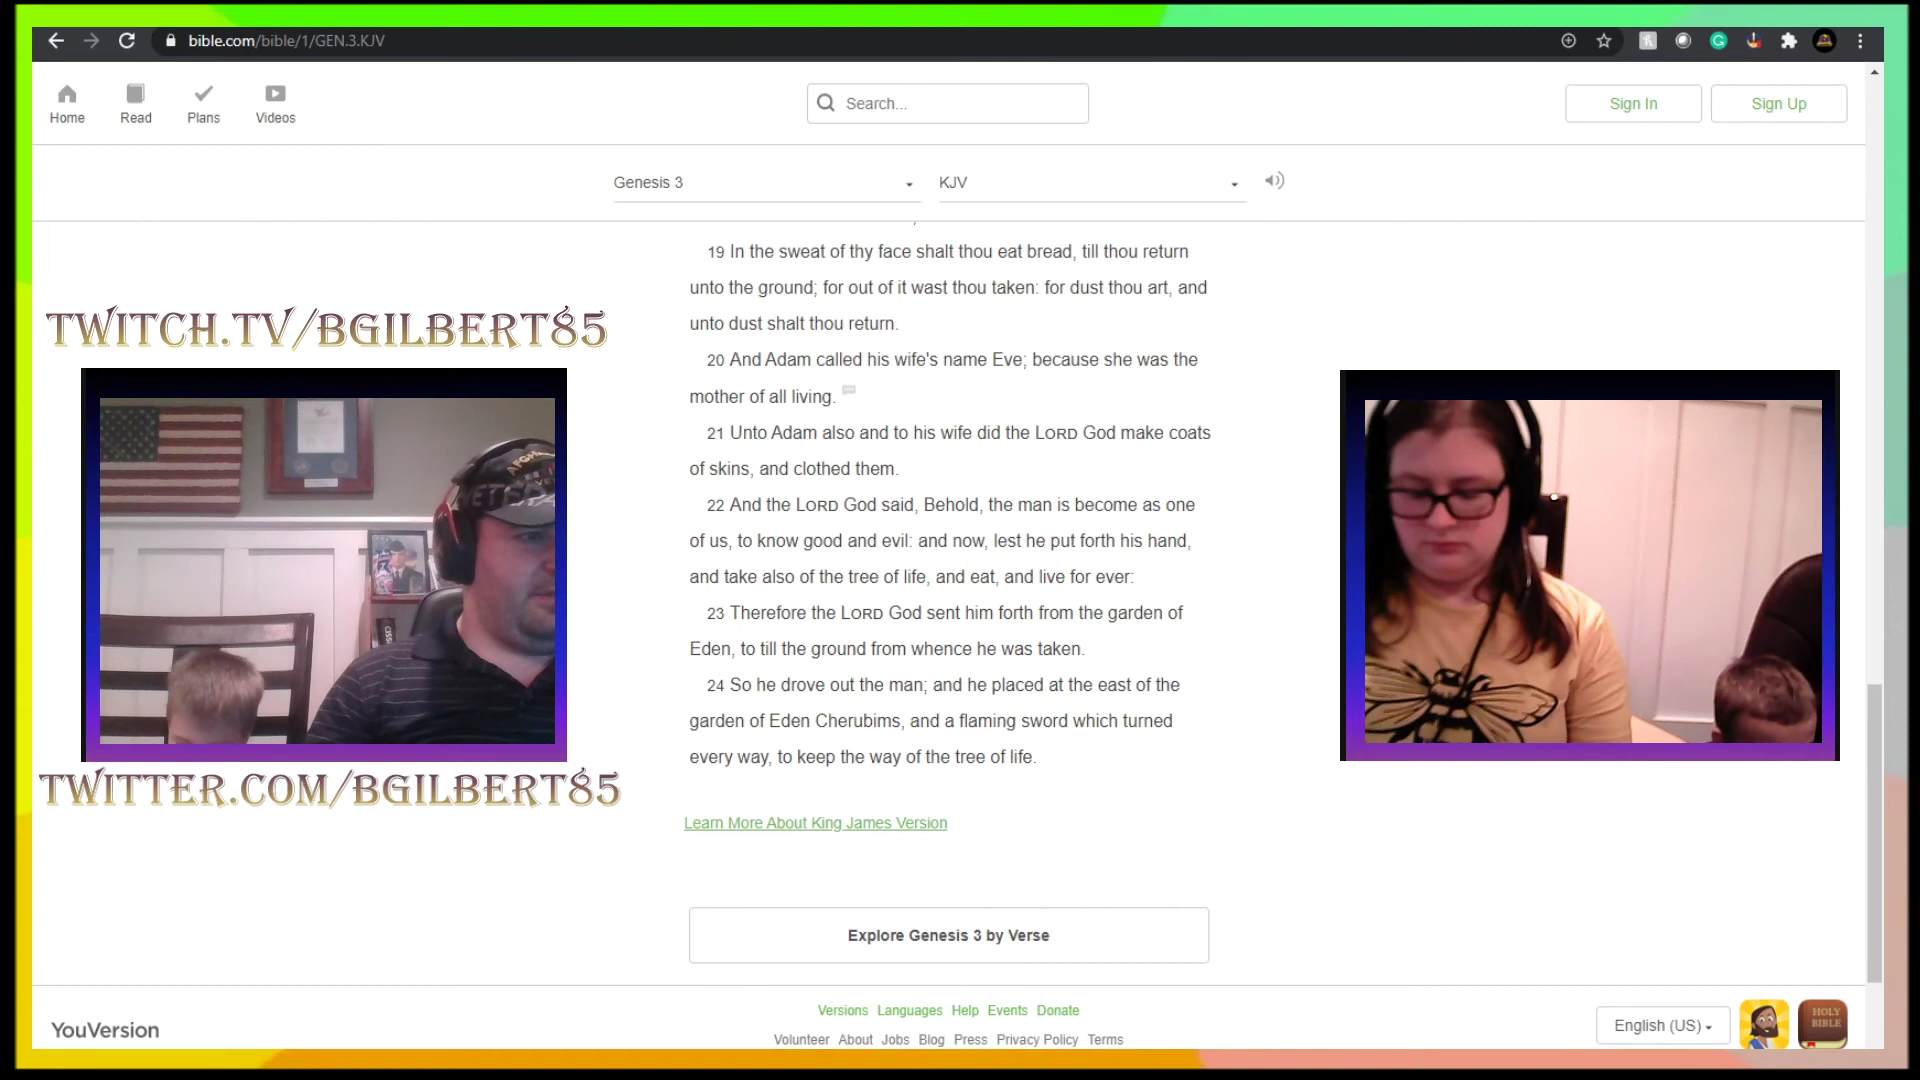 bible.com/bible/1/GEN.3.KJV
Home Read Plans Videos
Search...
Sign In
Sign Up
Genesis 3
KJV
19 In the sweat of thy face shalt thou eat bread, till thou return
unto the ground; for out of it wast thou taken: for dust thou art, and
unto dust shalt thou return.
20 And Adam called his wife's name Eve; because she was the
mother of all living.
21 Unto Adam also and to his wife did the LORD God make coats
of skins, and clothed them.
22 And the LORD God said, Behold, the man is become as one
of us, to know good and evil: and now, lest he put forth his hand,
and take also of the tree of life, and eat, and live for ever:
23 Therefore the LORD God sent him forth from the garden of
Eden, to till the ground from whence he was taken.
24 So he drove out the man; and he placed at the east of the
garden of Eden Cherubims, and a flaming sword which turned
every way, to keep the way of the tree of life.
Learn More About King James Version
Explore Genesis 3 by Verse
TWITCH.TV/BGILBERT85
TWITTER.COM/BGILBERT85
YouVersion
Versions Languages Help Events Donate
Volunteer About Jobs Blog Press Privacy Policy Terms
English (US)
HOLY
BIBLE